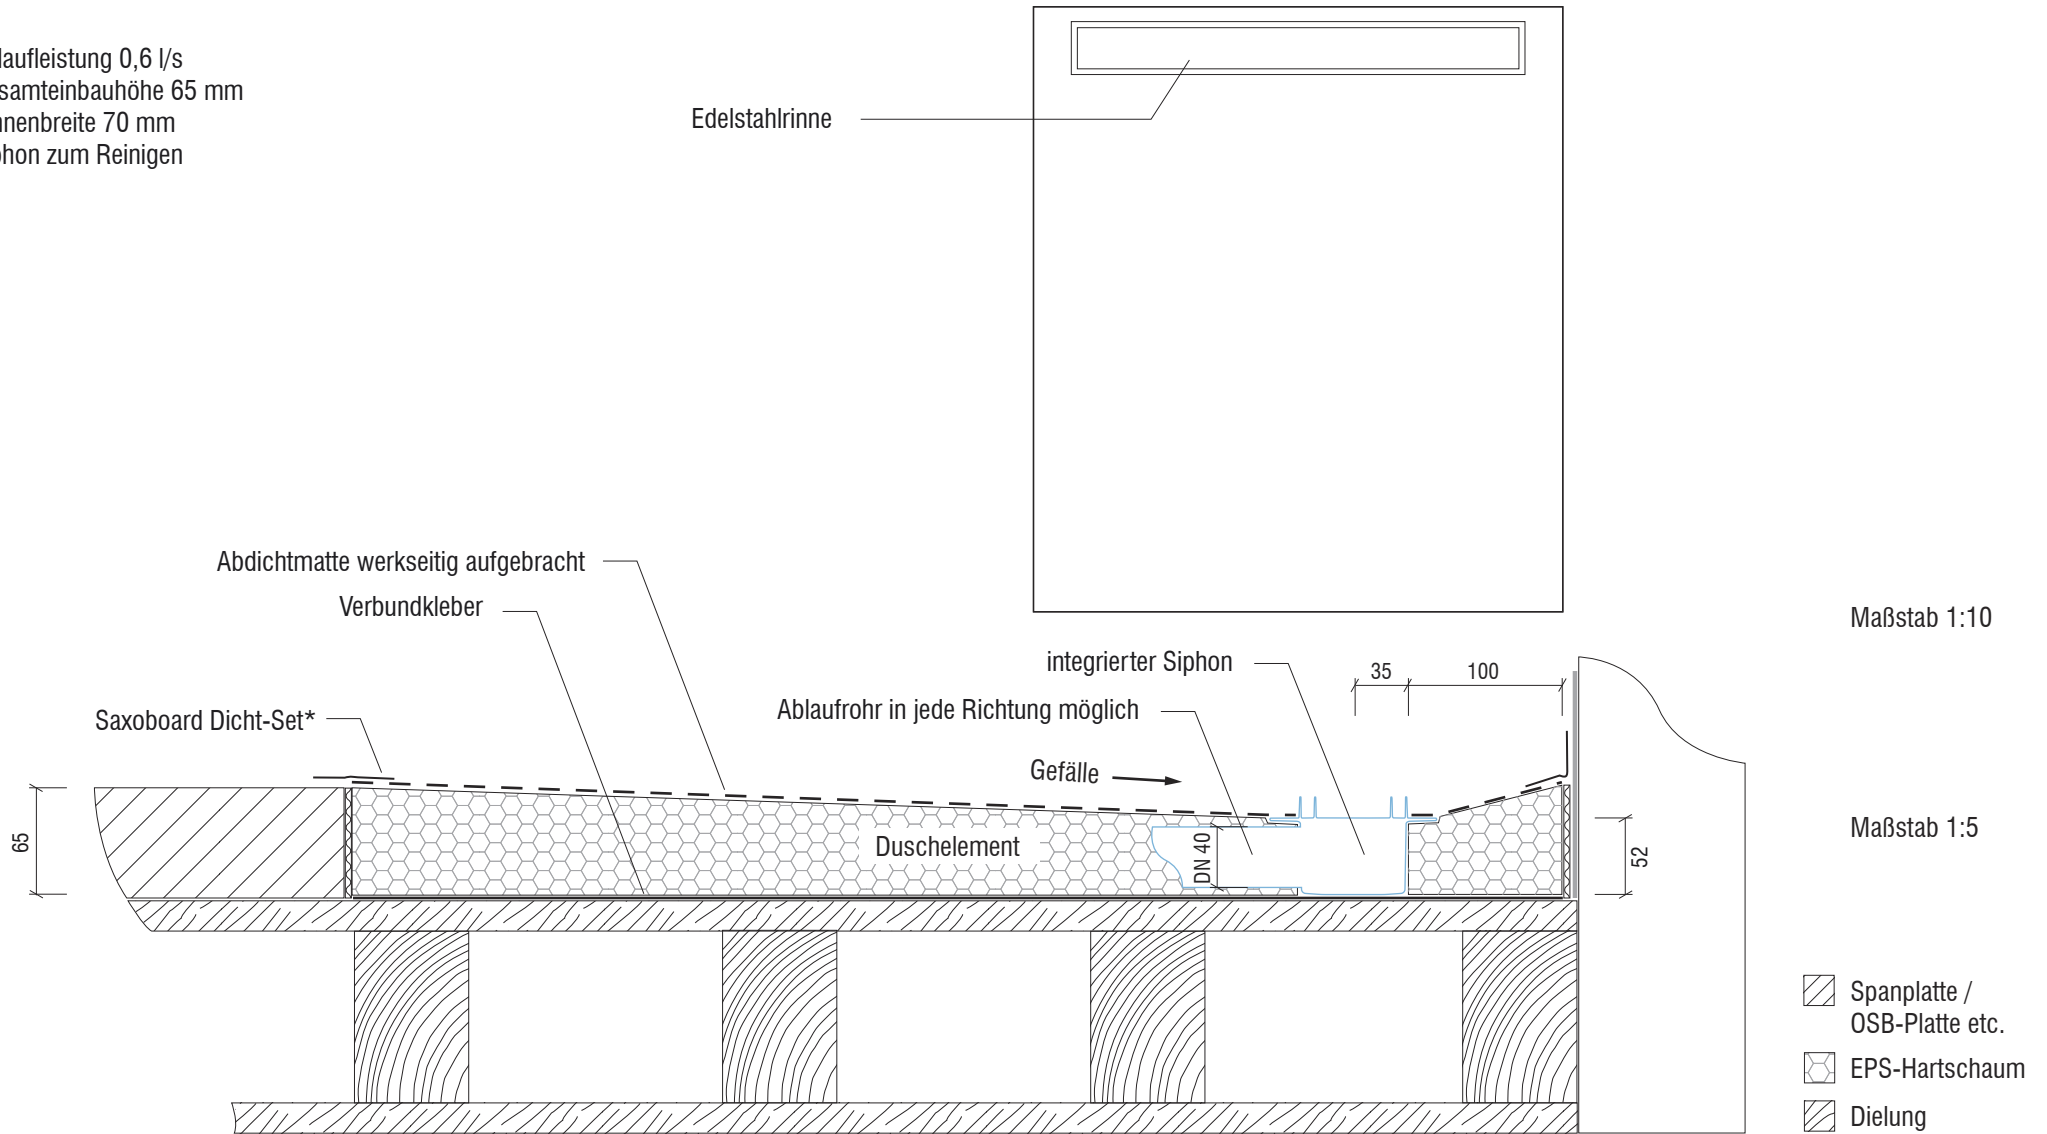 laufleistung 0,6 l/s
samteinbauhöhe 65 mm
nnenbreite 70 mm
phon zum Reinigen
Edelstahlrinne
Abdichtmatte werkseitig aufgebracht
Verbundkleber
Maßstab 1:10
integrierter Siphon
35
100
Ablaufrohr in jede Richtung möglich
Saxoboard Dicht-Set*
Gefälle
65
Duschelement
DN 40
52
Maßstab 1:5
Spanplatte /
OSB-Platte etc.
EPS-Hartschaum
Dielung